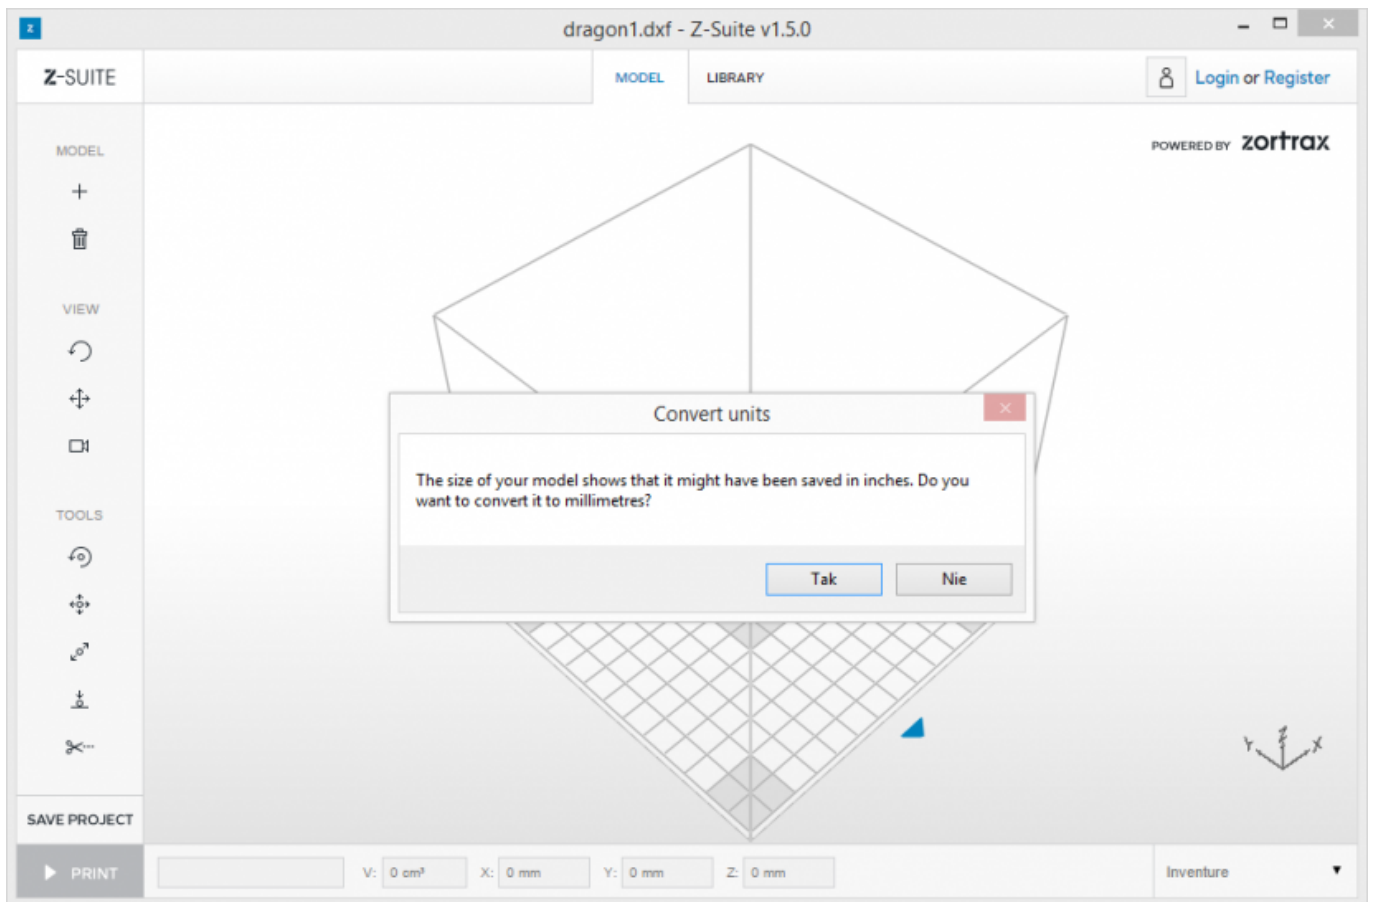 z
dragon1.dxf - Z-Suite v1.5.0
Z-SUITE
MODEL
LIBRARY
Login or Register
POWERED BY zortrax
MODEL
VIEW
TOOLS
Convert units
The size of your model shows that it might have been saved in inches. Do you
want to convert it to millimetres?
Tak
Nie
Y Z X
SAVE PROJECT
PRINT
V: 0 cm³
X: 0 mm
Y: 0 mm
Z: 0 mm
Inventure